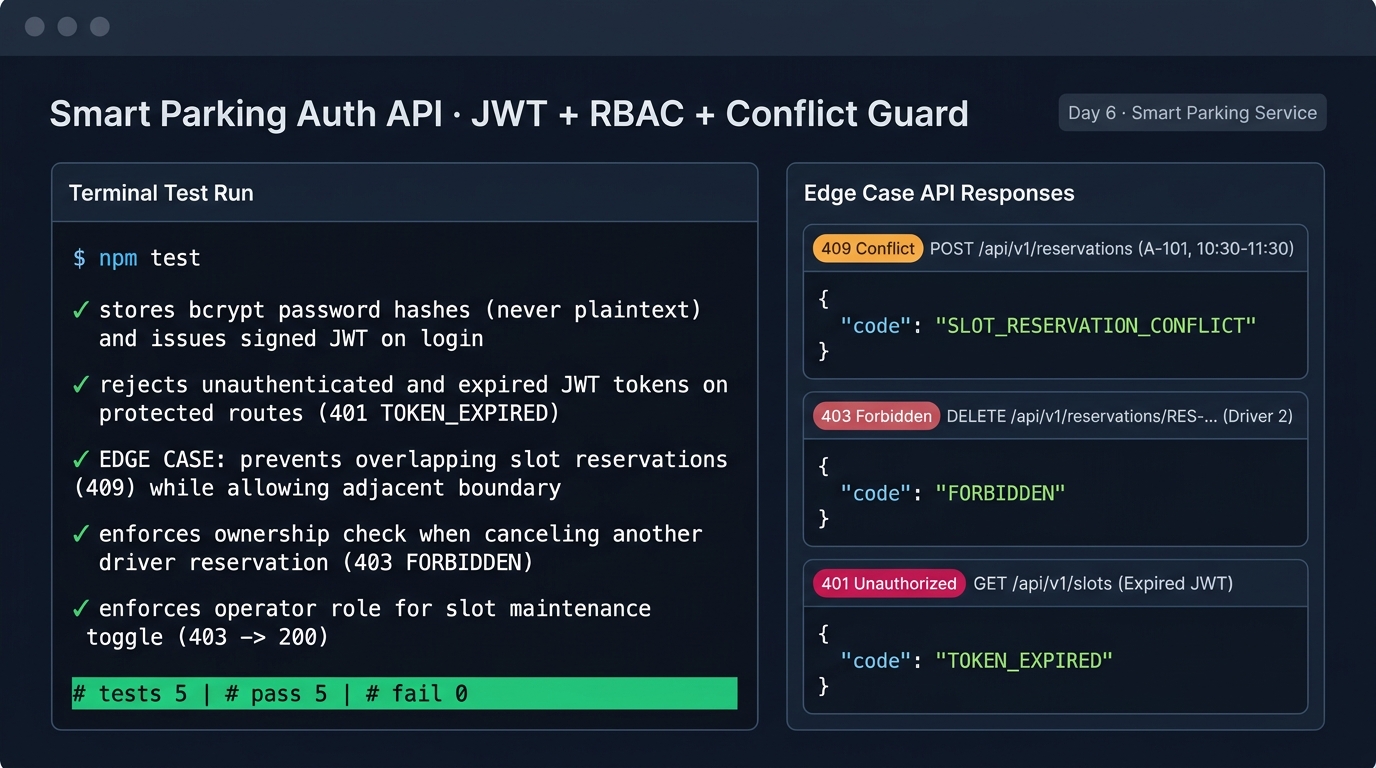 Smart Parking Auth API · JWT + RBAC + Conflict Guard
Day 6 · Smart Parking Service
Terminal Test Run
$ npm test
✓ stores bcrypt password hashes (never plaintext)
and issues signed JWT on login
✓ rejects unauthenticated and expired JWT tokens on
protected routes (401 TOKEN_EXPIRED)
✓ EDGE CASE: prevents overlapping slot reservations
(409) while allowing adjacent boundary
✓ enforces ownership check when canceling another
driver reservation (403 FORBIDDEN)
✓ enforces operator role for slot maintenance
toggle (403 –> 200)
# tests 5 | # pass 5 | # fail 0
Edge Case API Responses
409 Conflict POST /api/v1/reservations (A-101, 10:30-11:30)
{
"code": "SLOT_RESERVATION_CONFLICT"
}
403 Forbidden DELETE /api/v1/reservations/RES-... (Driver 2)
{
"code": "FORBIDDEN"
}
401 Unauthorized GET /api/v1/slots (Expired JWT)
{
"code": "TOKEN_EXPIRED"
}